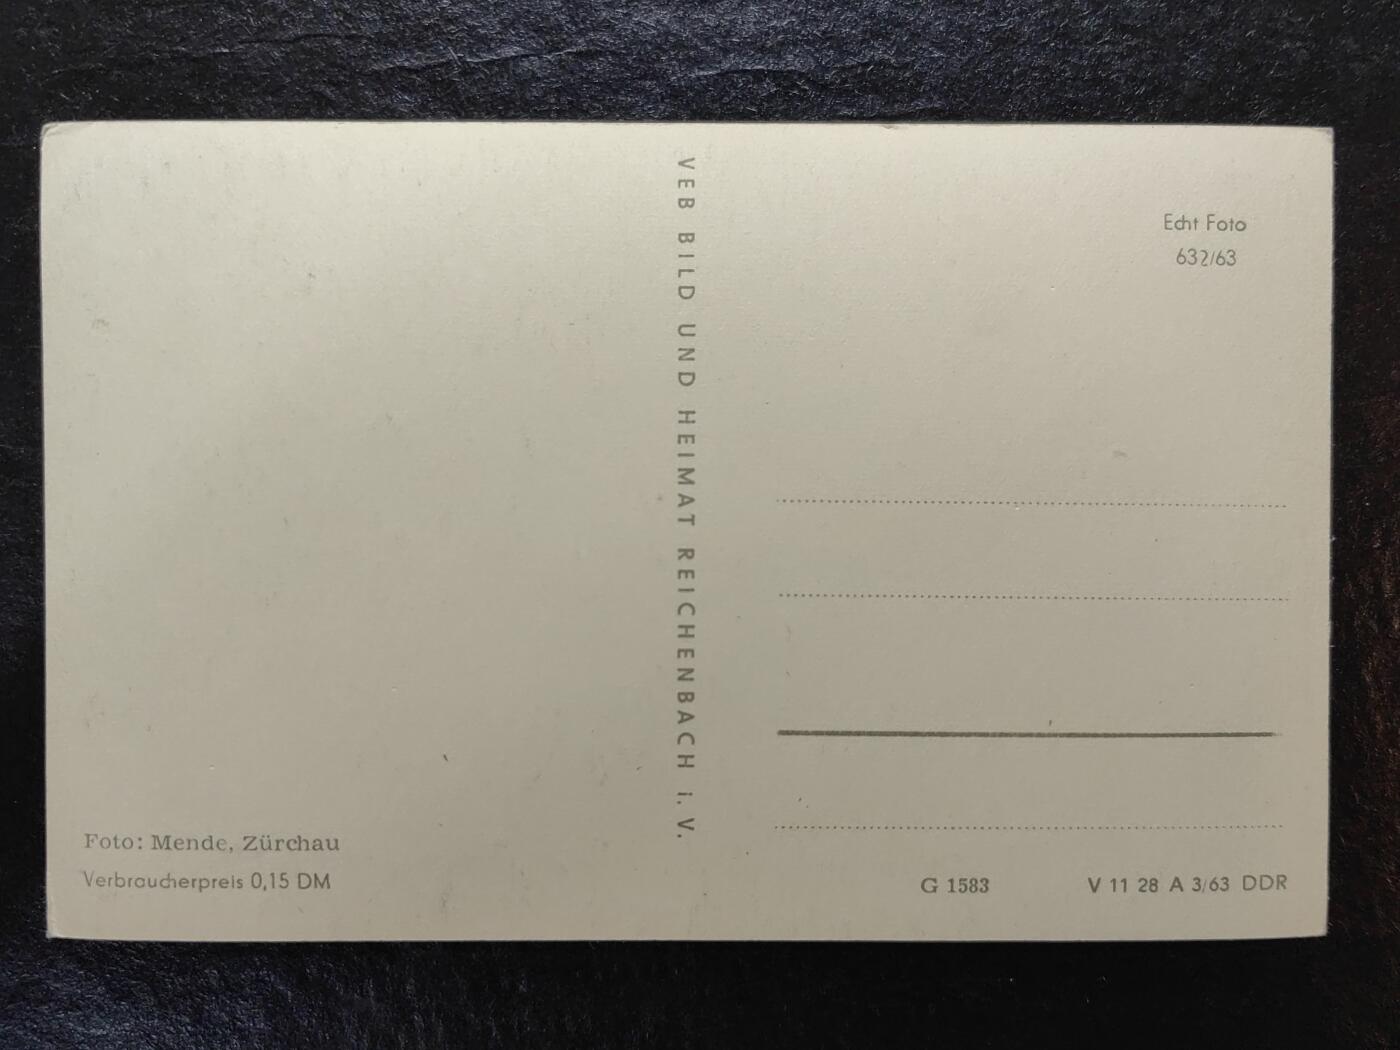 VEB BILD UND HEIMAT REICHENBACH i. V.
Echt Foto
632/63
Foto: Mende, Zürchau
Verbraucherpreis 0,15 DM
G 1583
V 11 28 A 3/63 DDR